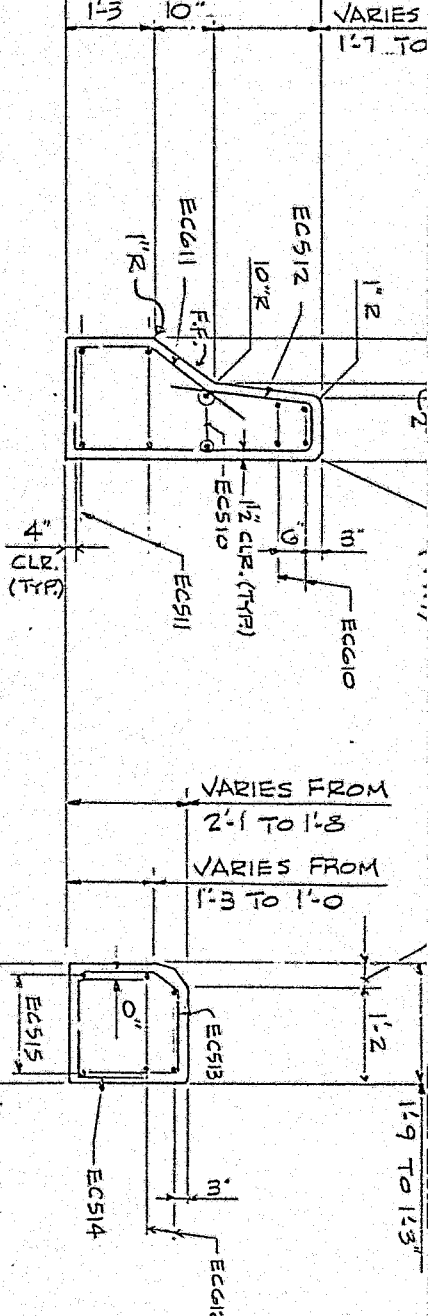 1'-3
10"
VARIES
1'-7 TO
EC611
1" R
F.F.
EC512
10" R
1" R
EC510
1½" CLR. (TYP.)
6"
3"
EC610
EC511
4"
CLR.
(TYP.)
VARIES FROM
2'-1 TO 1'-8
VARIES FROM
1'-3 TO 1'-0
EC515
EC513
1'-2
1'-9 TO 1'-3"
EC514
3"